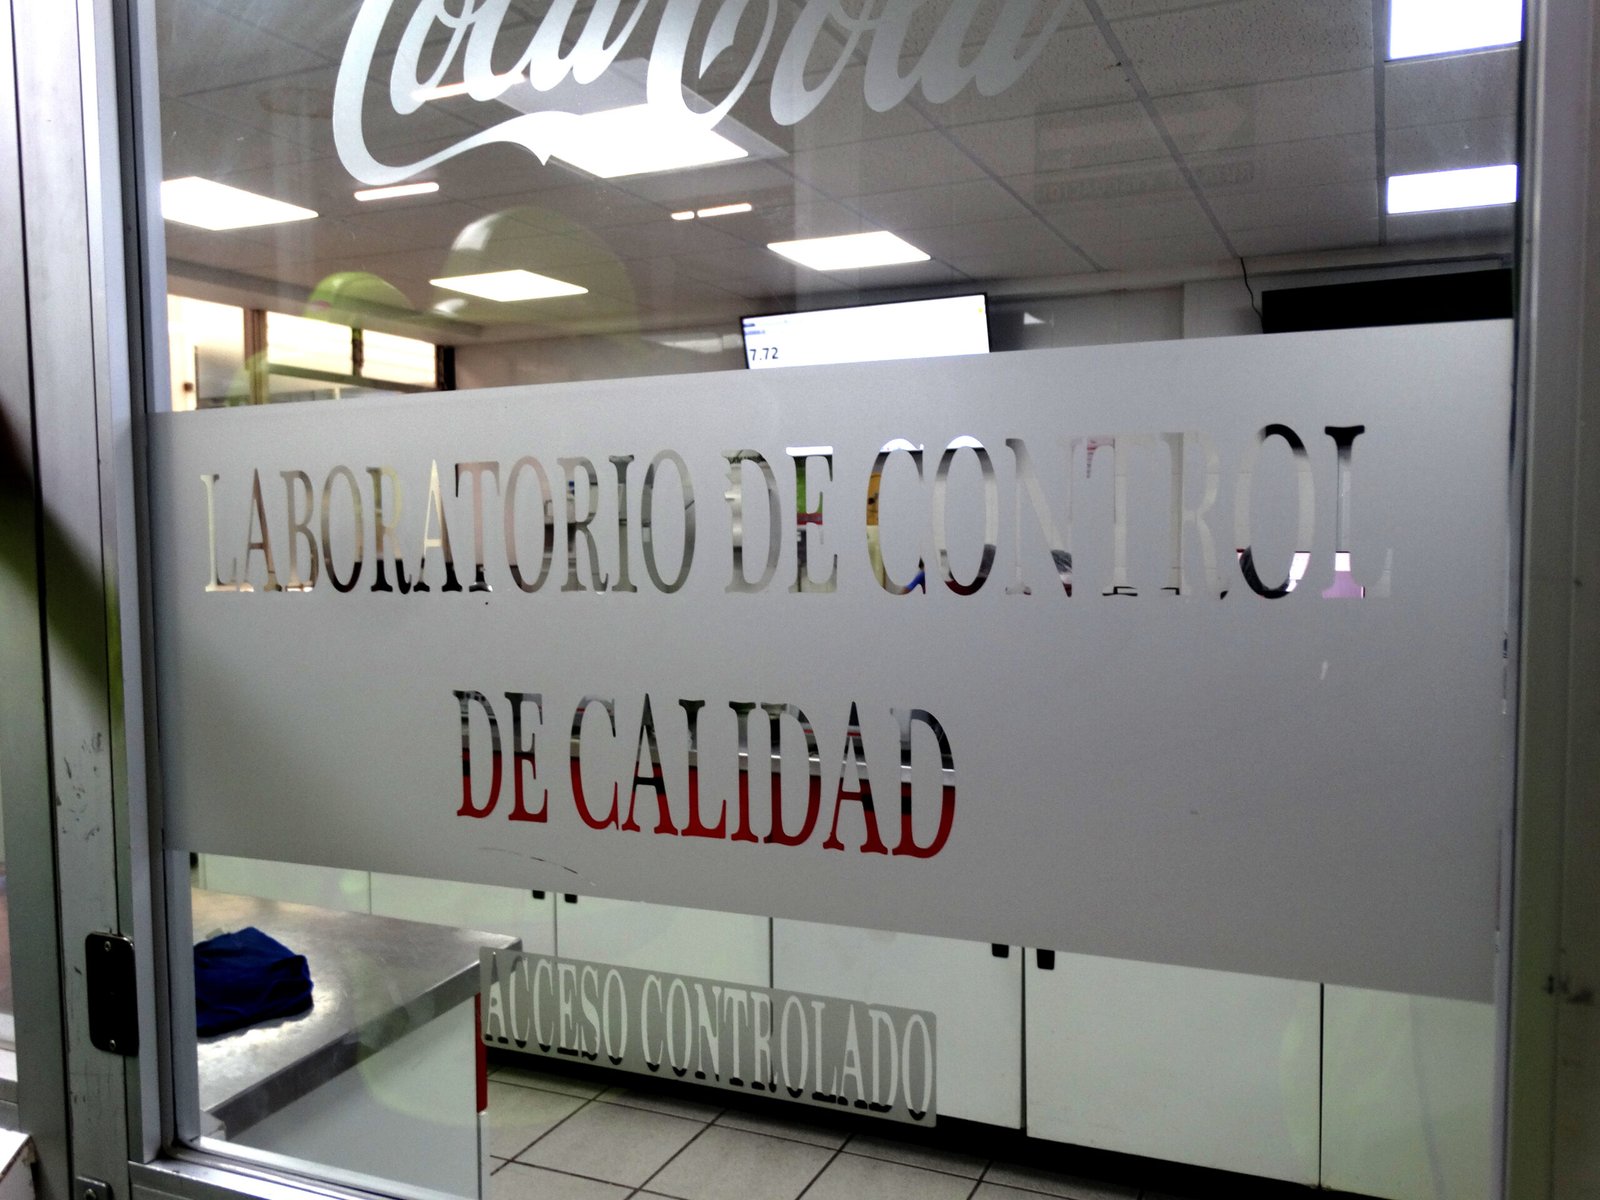 Coca-Cola
7.72
LABORATORIO DE CONTROL
DE CALIDAD
ACCESO CONTROLADO